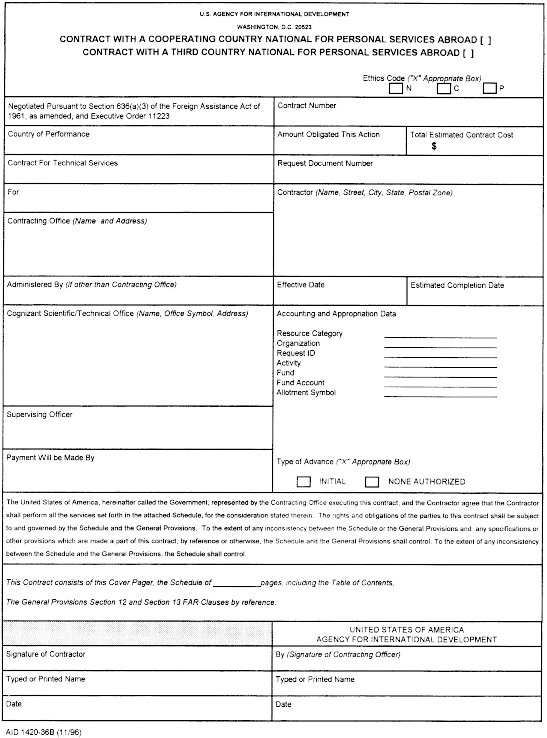 U.S. AGENCY FOR INTERNATIONAL DEVELOPMENT
WASHINGTON, D.C. 20523
CONTRACT WITH A COOPERATING COUNTRY NATIONAL FOR PERSONAL SERVICES ABROAD [ ]
CONTRACT WITH A THIRD COUNTRY NATIONAL FOR PERSONAL SERVICES ABROAD [ ]
Ethics Code ("X" Appropriate Box)
N C P
Negotiated Pursuant to Section 636(a)(3) of the Foreign Assistance Act of
1961, as amended, and Executive Order 11223
Contract Number
Country of Performance
Amount Obligated This Action
Total Estimated Contract Cost
$
Contract For Technical Services
Request Document Number
For
Contractor (Name, Street, City, State, Postal Zone)
Contracting Office (Name and Address)
Administered By (If other than Contracting Office)
Effective Date
Estimated Completion Date
Cognizant Scientific/Technical Office (Name, Office Symbol, Address)
Accounting and Appropriation Data
Resource Category
Organization
Request ID
Activity
Fund
Fund Account
Allotment Symbol
Supervising Officer
Payment Will be Made By
Type of Advance ("X" Appropriate Box)
INITIAL NONE AUTHORIZED
The United States of America, hereinafter called the Government, represented by the Contracting Office executing this contract, and the Contractor agree that the Contractor
shall perform all the services set forth in the attached Schedule, for the consideration stated therein. The rights and obligations of the parties to this contract shall be subject
to and governed by the Schedule and the General Provisions. To the extent of any inconsistency between the Schedule or the General Provisions and any specifications or
other provisions which are made a part of this contract, by reference or otherwise, the Schedule and the General Provisions shall control. To the extent of any inconsistency
between the Schedule and the General Provisions, the Schedule shall control.
This Contract consists of this Cover Pager, the Schedule of ____________pages, including the Table of Contents,
The General Provisions Section 12 and Section 13 FAR Clauses by reference.
UNITED STATES OF AMERICA
AGENCY FOR INTERNATIONAL DEVELOPMENT
Signature of Contractor
By (Signature of Contracting Officer)
Typed or Printed Name
Typed or Printed Name
Date
Date
AID 1420-36B (11/96)